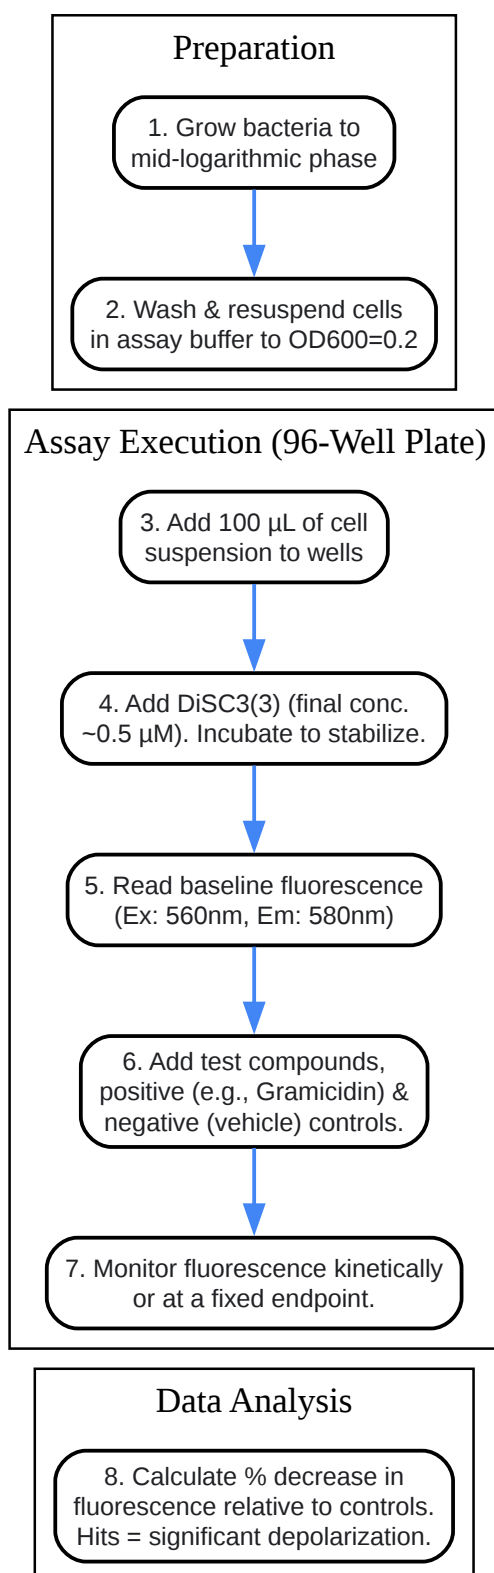 Preparation
1. Grow bacteria to
mid-logarithmic phase
2. Wash & resuspend cells
in assay buffer to OD600=0.2
Assay Execution (96-Well Plate)
3. Add 100 µL of cell
suspension to wells
4. Add DiSC3(3) (final conc.
~0.5 µM). Incubate to stabilize.
5. Read baseline fluorescence
(Ex: 560nm, Em: 580nm)
6. Add test compounds,
positive (e.g., Gramicidin) &
negative (vehicle) controls.
7. Monitor fluorescence kinetically
or at a fixed endpoint.
Data Analysis
8. Calculate % decrease in
fluorescence relative to controls.
Hits = significant depolarization.